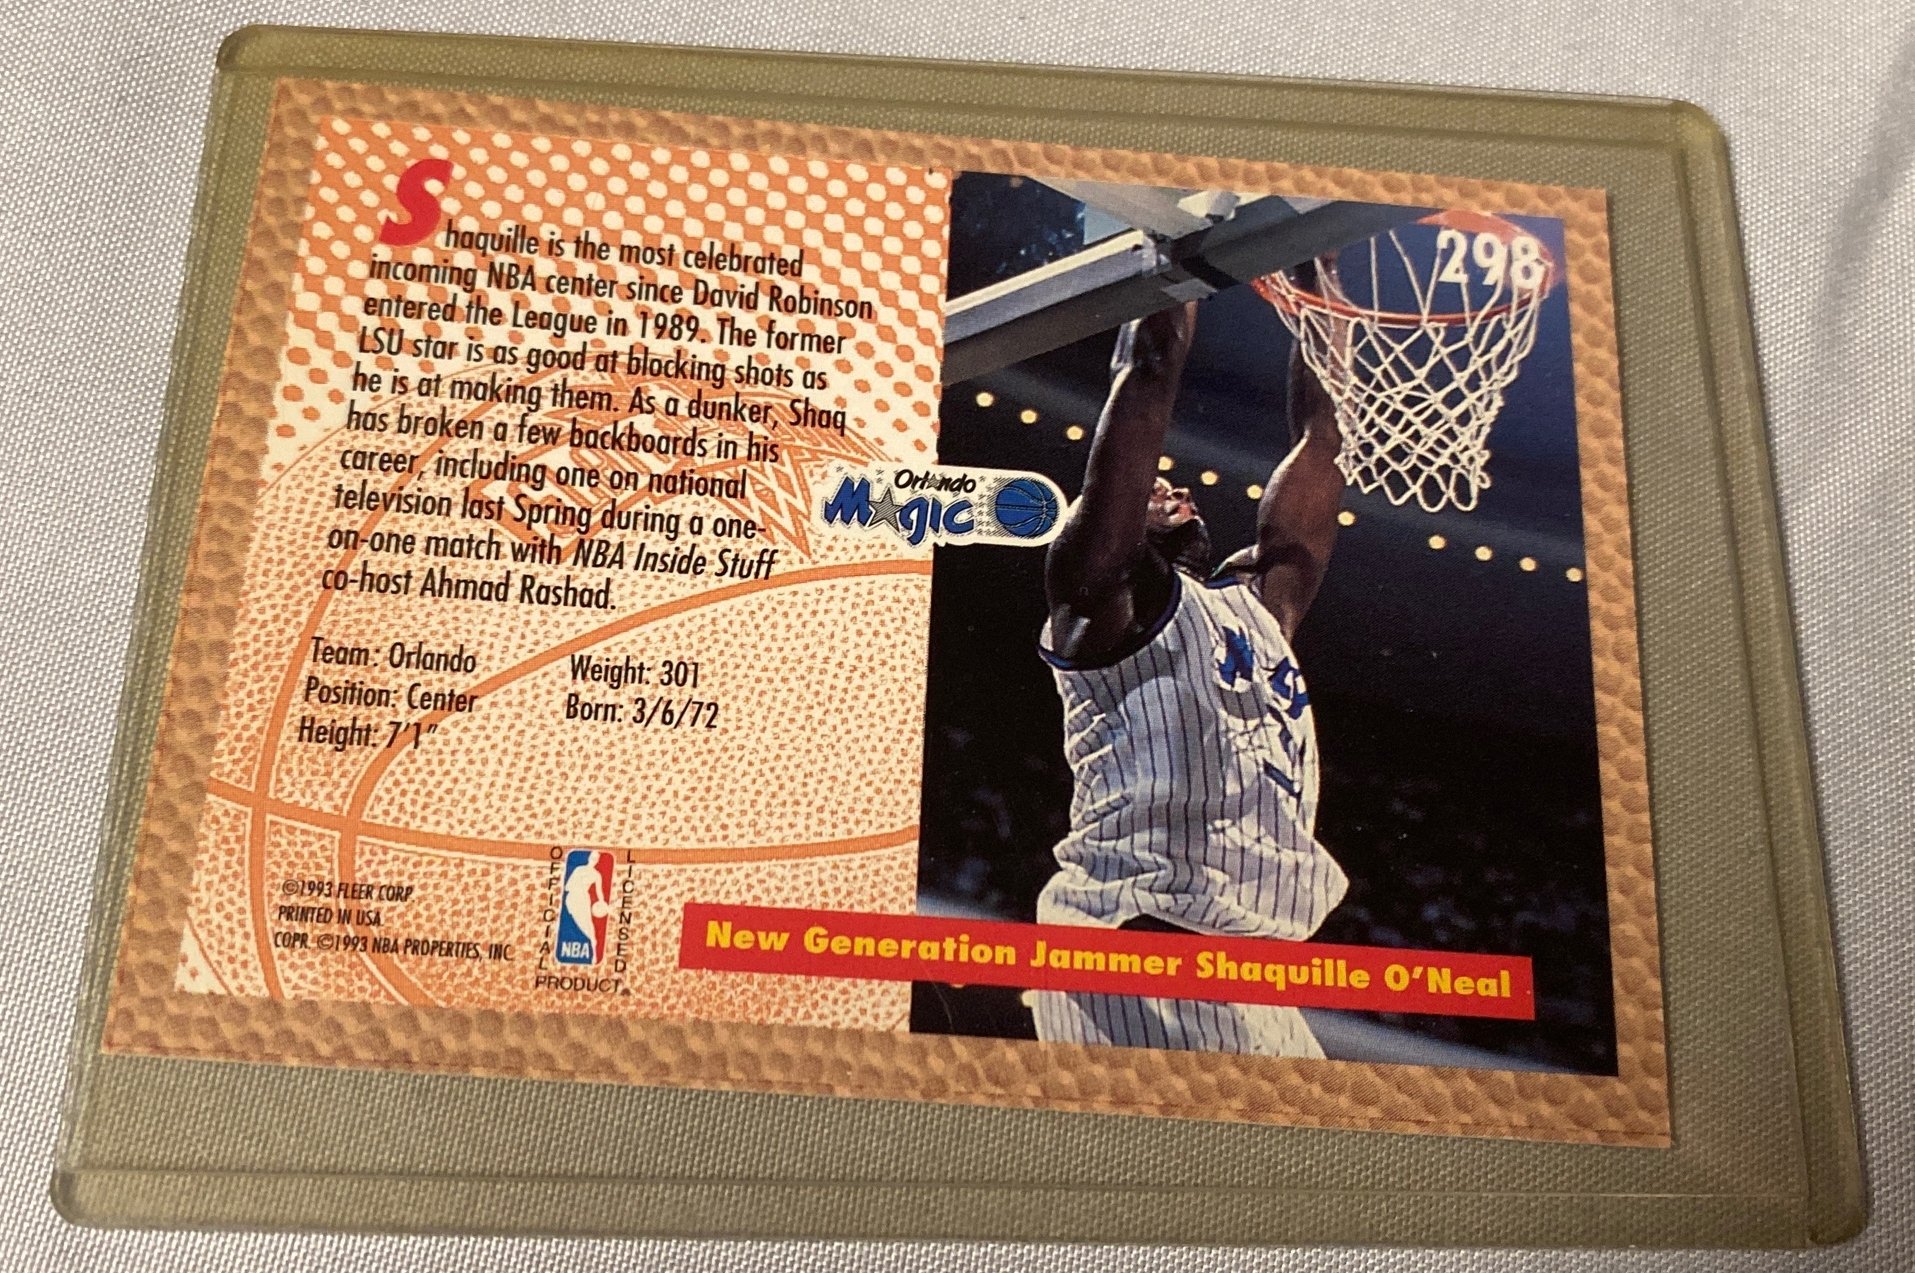 Shaquille is the most celebrated
incoming NBA center since David Robinson
entered the League in 1989. The former
LSU star is as good at blocking shots as
he is at making them. As a dunker, Shaq
has broken a few backboards in his
career, including one on national
television last Spring during a one-
on-one match with NBA Inside Stuff
co-host Ahmad Rashad.
Team: Orlando
Position: Center
Height: 7'1"
Weight: 301
Born: 3/6/72
©1993 FLEER CORP.
PRINTED IN USA
COPR. ©1993 NBA PROPERTIES, INC.
OFFICIAL
LICENSED
NBA
PRODUCT
Orlando
Magic
298
New Generation Jammer Shaquille O'Neal